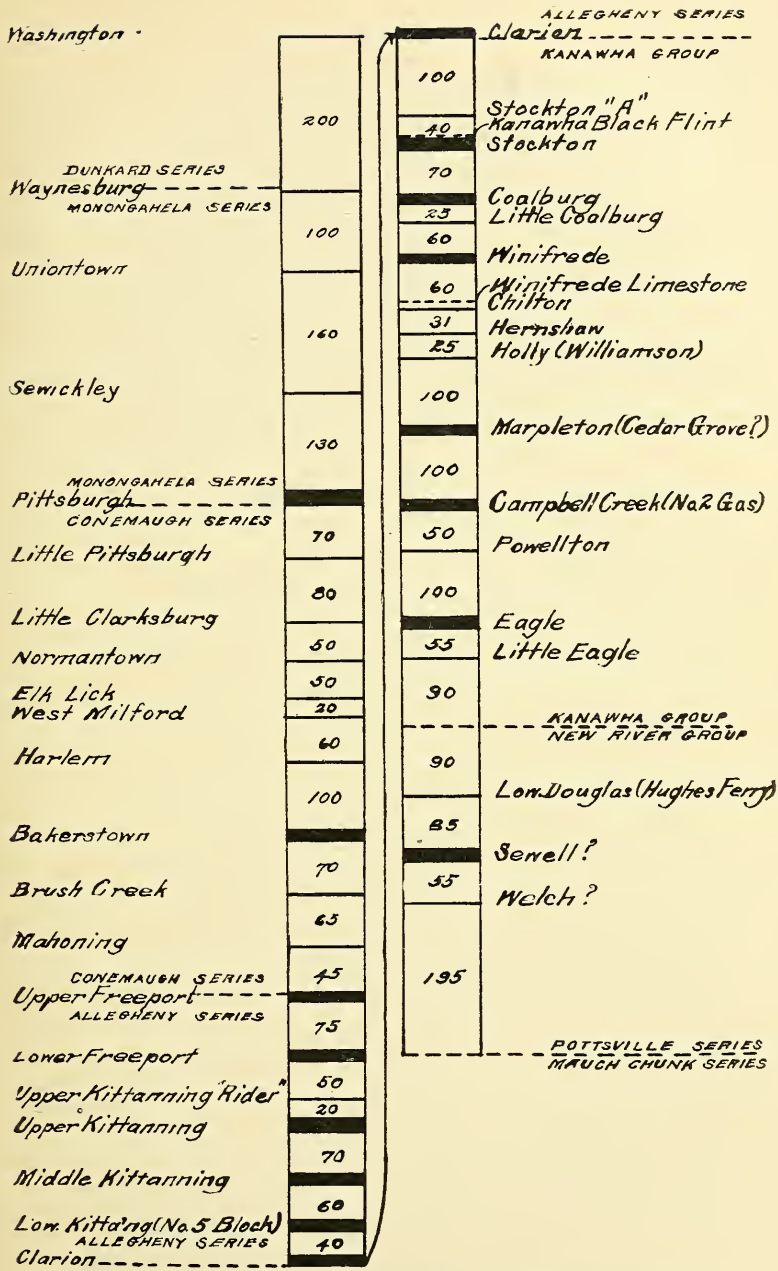 Washington
200
DUNKARD SERIES
Waynesburg
MONONGAHELA SERIES
100
Uniontown
160
Sewickley
130
MONONGAHELA SERIES
Pittsburgh
CONEMAUGH SERIES
70
Little Pittsburgh
80
Little Clarksburg
50
Normantown
50
Elk Lick
20
West Milford
60
Harlem
100
Bakerstown
70
Brush Creek
65
Mahoning
45
CONEMAUGH SERIES
Upper Freeport
ALLEGHENY SERIES
75
Lower Freeport
50
Upper Kittanning "Rider"
20
Upper Kittanning
70
Middle Kittanning
60
Low. Kitta'ng (No.5 Block)
ALLEGHENY SERIES
40
Clarion
ALLEGHENY SERIES
Clarion
KANAWHA GROUP
100
Stockton "A"
40
Kanawha Black Flint
Stockton
70
Coalburg
25
Little Coalburg
60
Winifrede
60
Winifrede Limestone
Chilton
31
Hernshaw
25
Holly (Williamson)
100
Marpleton (Cedar Grove?)
100
Campbell Creek (No.2 Gas)
50
Powellton
100
Eagle
55
Little Eagle
90
KANAWHA GROUP
NEW RIVER GROUP
90
Low. Douglas (Hughes Ferry)
85
Sewell?
55
Welch?
195
POTTSVILLE SERIES
MAUCH CHUNK SERIES